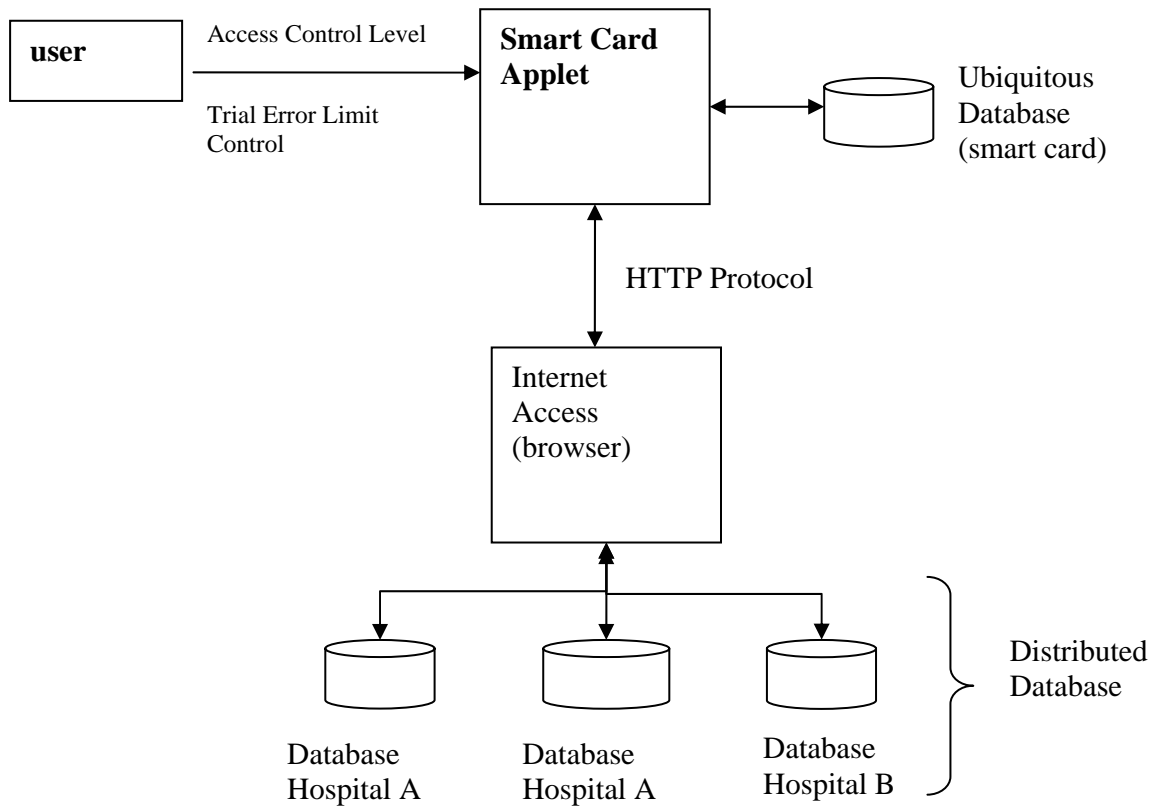 user
Access Control Level
Trial Error Limit
Control
Smart Card
Applet
Ubiquitous
Database
(smart card)
HTTP Protocol
Internet
Access
(browser)
Distributed
Database
Database
Hospital A
Database
Hospital A
Database
Hospital B